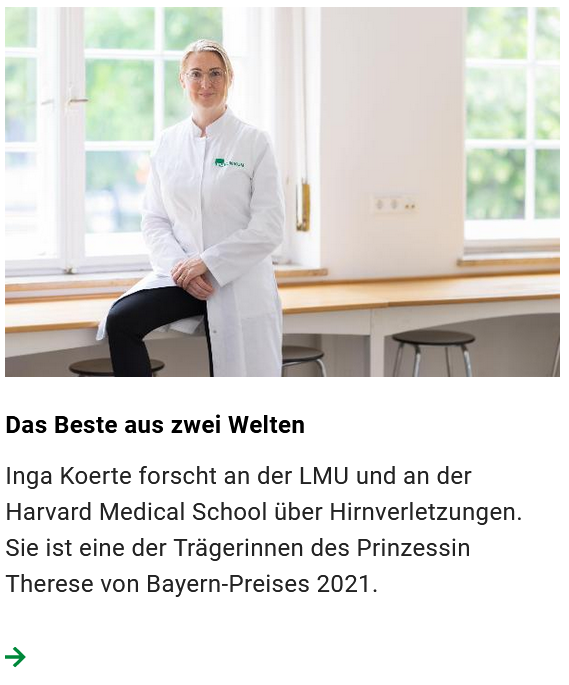 Das Beste aus zwei Welten
Inga Koerte forscht an der LMU und an der
Harvard Medical School über Hirnverletzungen.
Sie ist eine der Trägerinnen des Prinzessin
Therese von Bayern-Preises 2021.